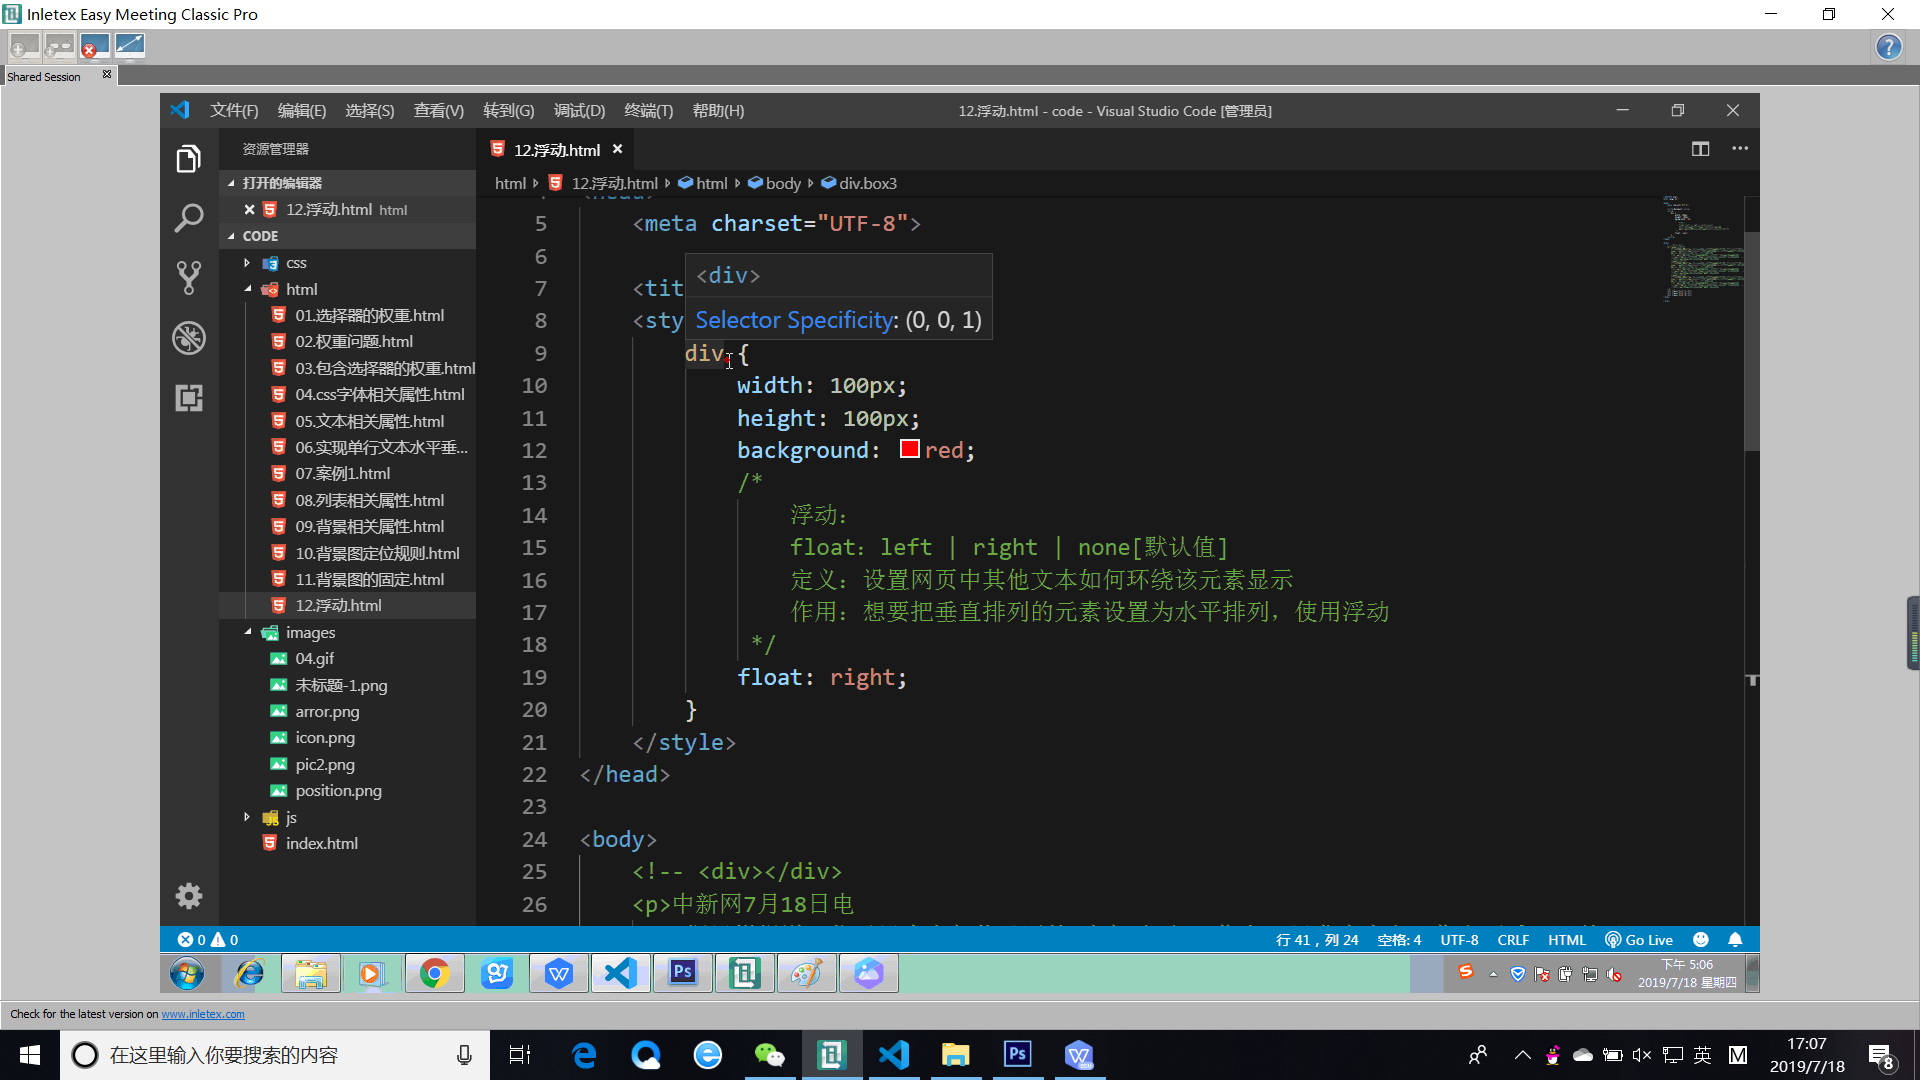 Inletex Easy Meeting Classic Pro
Shared Session
文件(F) 编辑(E) 选择(S) 查看(V) 转到(G) 调试(D) 终端(T) 帮助(H)
12.浮动.html - code - Visual Studio Code [管理员]
资源管理器
打开的编辑器
12.浮动.html html
CODE
css
html
01.选择器的权重.html
02.权重问题.html
03.包含选择器的权重.html
04.css字体相关属性.html
05.文本相关属性.html
06.实现单行文本水平垂...
07.案例1.html
08.列表相关属性.html
09.背景相关属性.html
10.背景图定位规则.html
11.背景图的固定.html
12.浮动.html
images
04.gif
未标题-1.png
arror.png
icon.png
pic2.png
position.png
js
index.html
12.浮动.html
html 12.浮动.html html body div.box3
5 <meta charset="UTF-8">
6
<div>
7 <tit
8 <sty
Selector Specificity: (0, 0, 1)
9 div {
10 width: 100px;
11 height: 100px;
12 background: red;
13 /*
14 浮动:
15 float: left | right | none[默认值]
16 定义: 设置网页中其他文本如何环绕该元素显示
17 作用: 想要把垂直排列的元素设置为水平排列, 使用浮动
18 */
19 float: right;
20 }
21 </style>
22 </head>
23
24 <body>
25 <!-- <div></div>
26 <p>中新网7月18日电
0 0
行 41，列 24 空格: 4 UTF-8 CRLF HTML Go Live
下午 5:06
2019/7/18 星期四
Check for the latest version on www.inletex.com
在这里输入你要搜索的内容
英 M
17:07
2019/7/18
8